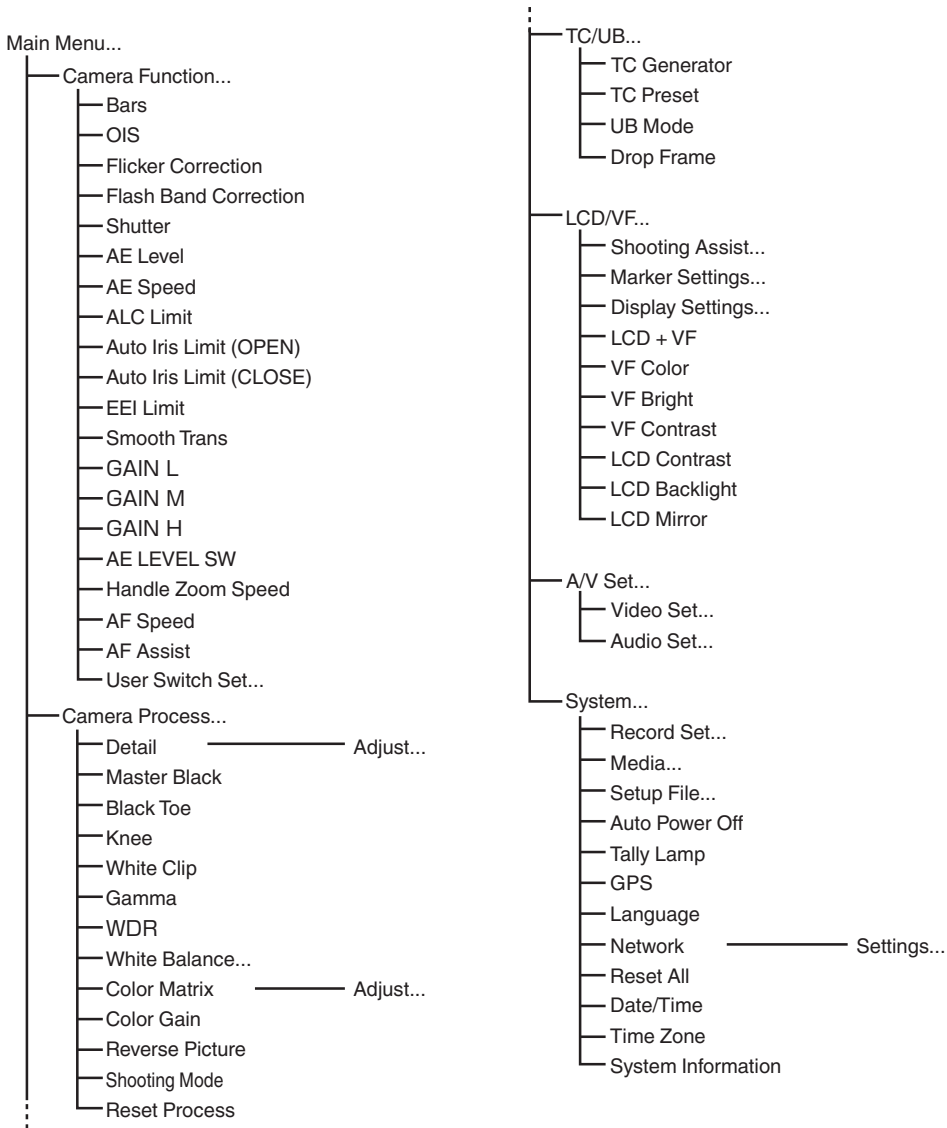 Main Menu...
Camera Function...
Bars
OIS
Flicker Correction
Flash Band Correction
Shutter
AE Level
AE Speed
ALC Limit
Auto Iris Limit (OPEN)
Auto Iris Limit (CLOSE)
EEI Limit
Smooth Trans
GAIN L
GAIN M
GAIN H
AE LEVEL SW
Handle Zoom Speed
AF Speed
AF Assist
User Switch Set...
Camera Process...
Detail Adjust...
Master Black
Black Toe
Knee
White Clip
Gamma
WDR
White Balance...
Color Matrix Adjust...
Color Gain
Reverse Picture
Shooting Mode
Reset Process
TC/UB...
TC Generator
TC Preset
UB Mode
Drop Frame
LCD/VF...
Shooting Assist...
Marker Settings...
Display Settings...
LCD + VF
VF Color
VF Bright
VF Contrast
LCD Contrast
LCD Backlight
LCD Mirror
A/V Set...
Video Set...
Audio Set...
System...
Record Set...
Media...
Setup File...
Auto Power Off
Tally Lamp
GPS
Language
Network Settings...
Reset All
Date/Time
Time Zone
System Information